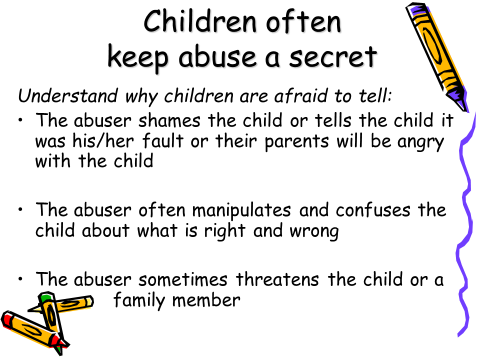 Children often
keep abuse a secret
Understand why children are afraid to tell:
• The abuser shames the child or tells the child it
was his/her fault or their parents will be angry
with the child
• The abuser often manipulates and confuses the
child about what is right and wrong
• The abuser sometimes threatens the child or a
family member